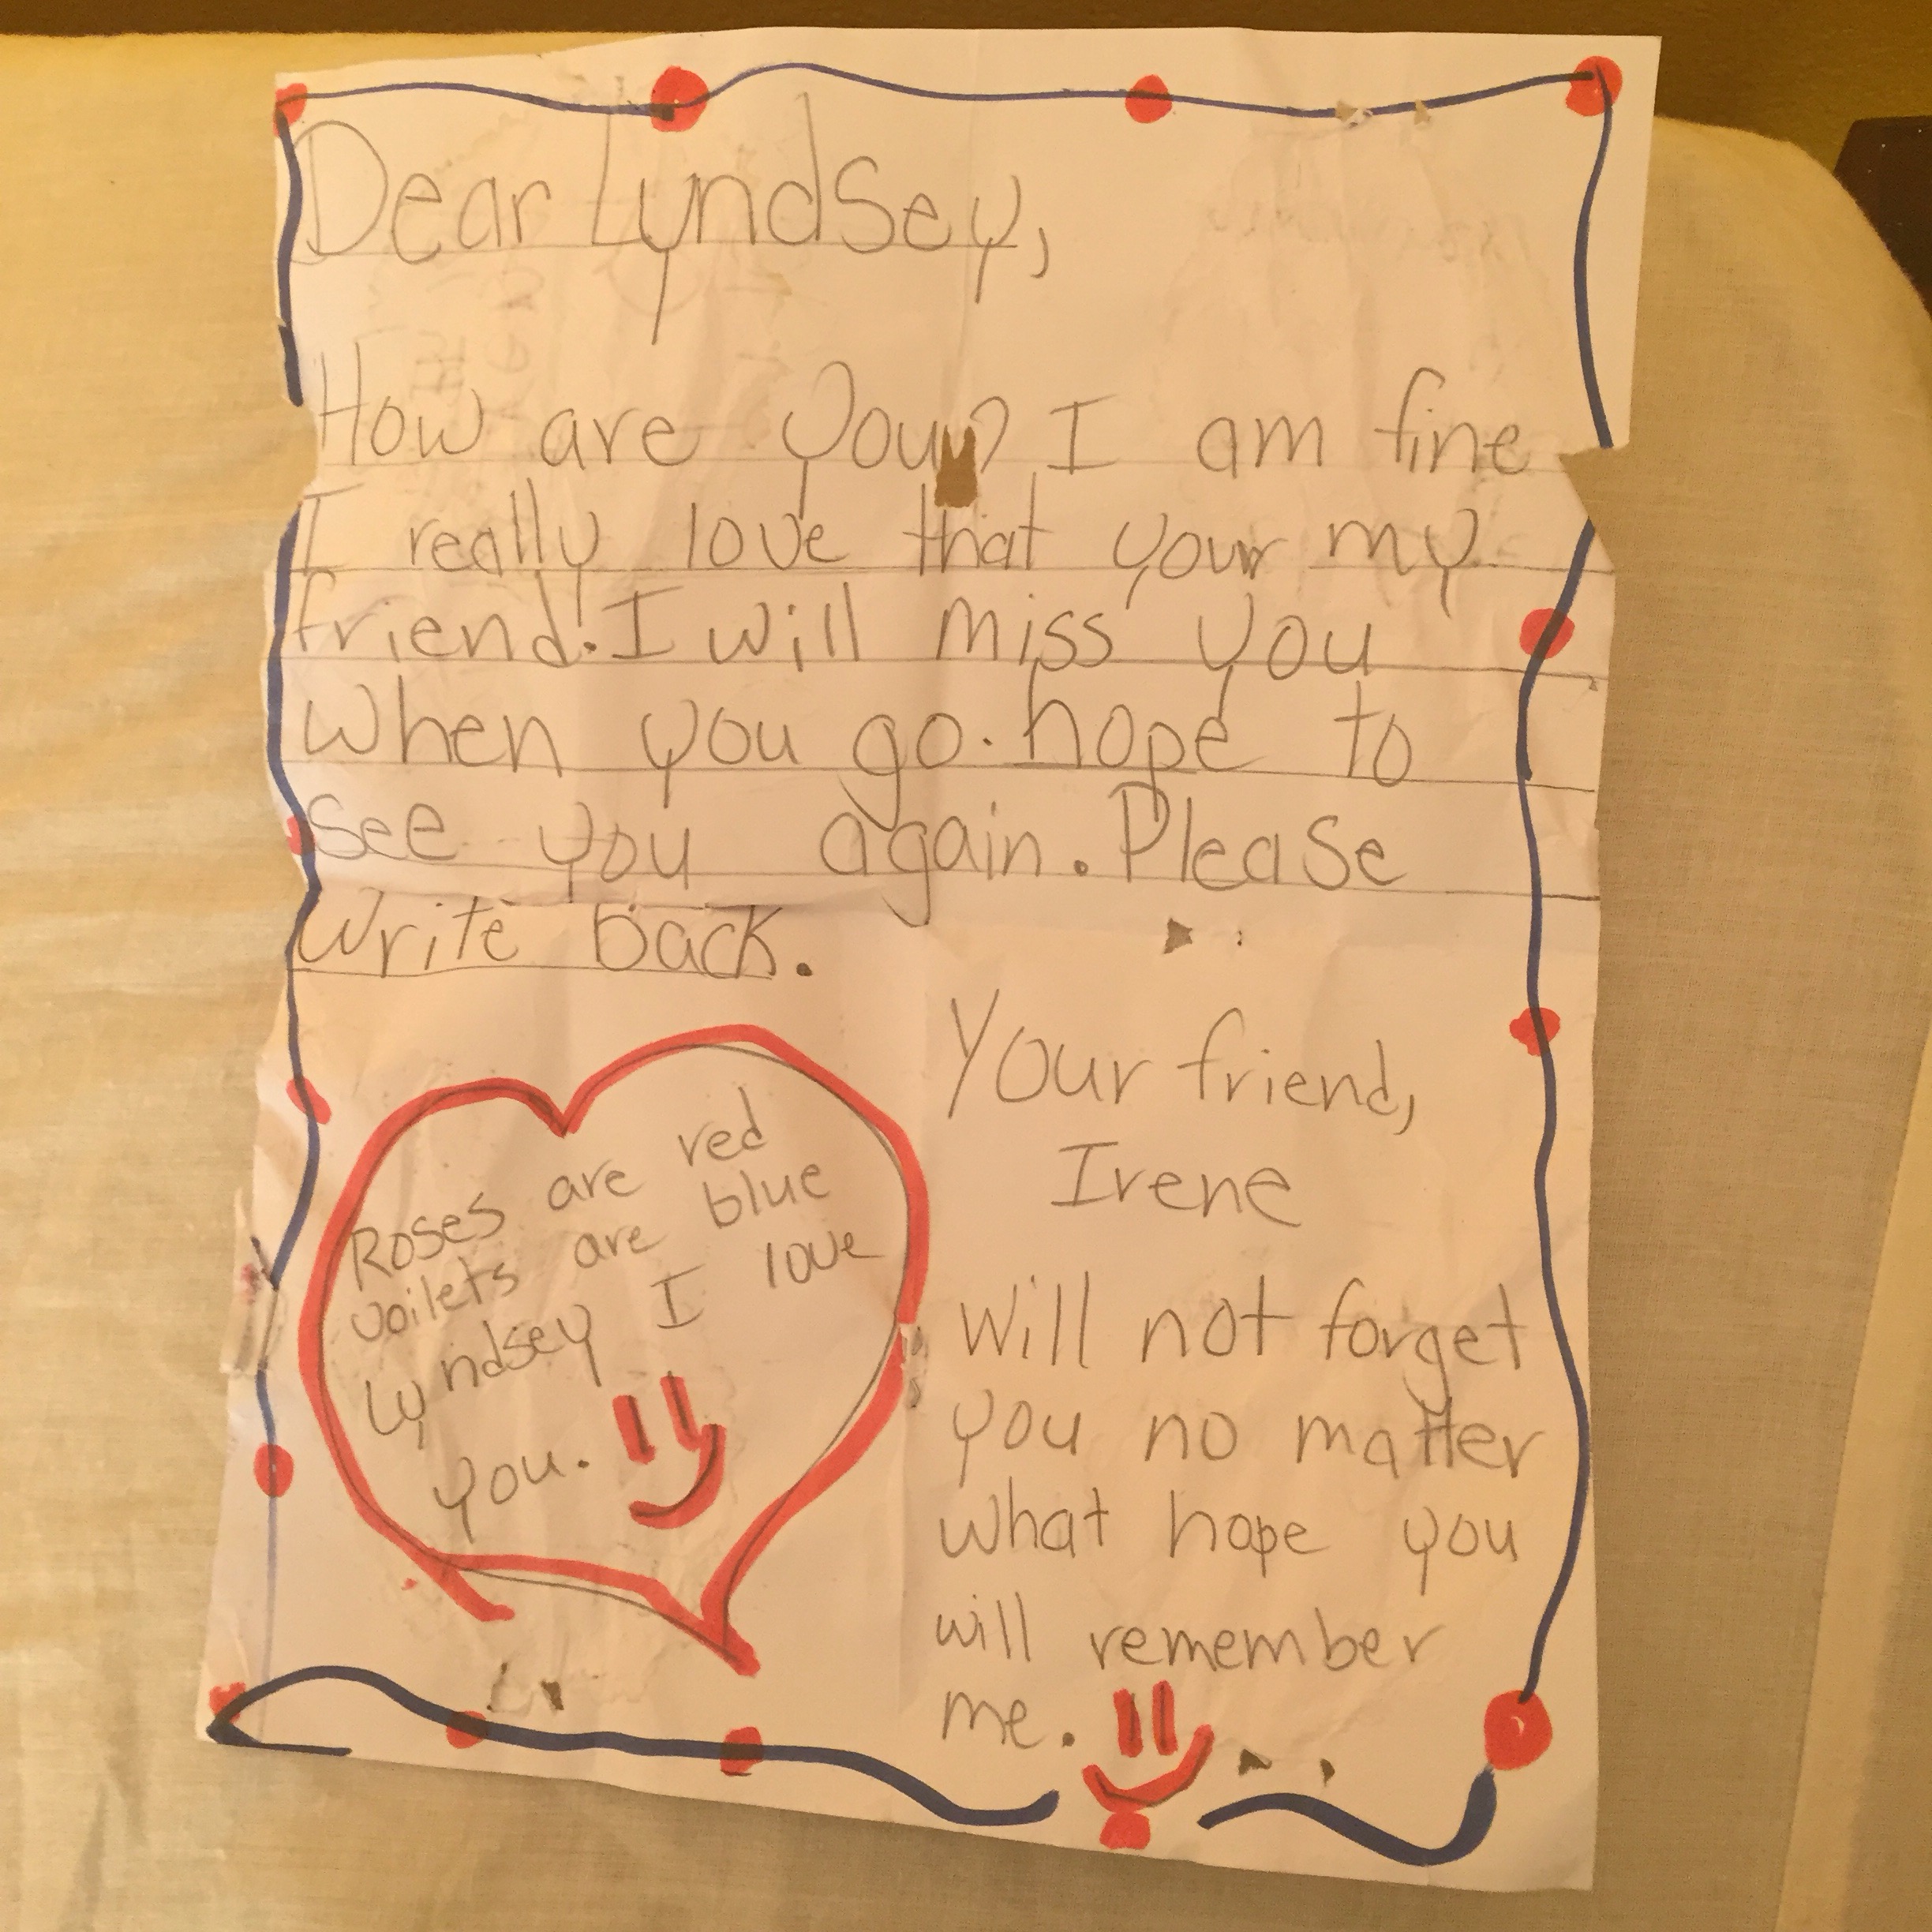 Dear Lyndsey,
How are you? I am fine
I really love that your my
friend. I will miss you
when you go. hope to
see you again. Please
write back.
Your friend,
Irene
Roses are red
voilets are blue
Lyndsey I love
you.
Will not forget
you no matter
what hope you
will remember
me.